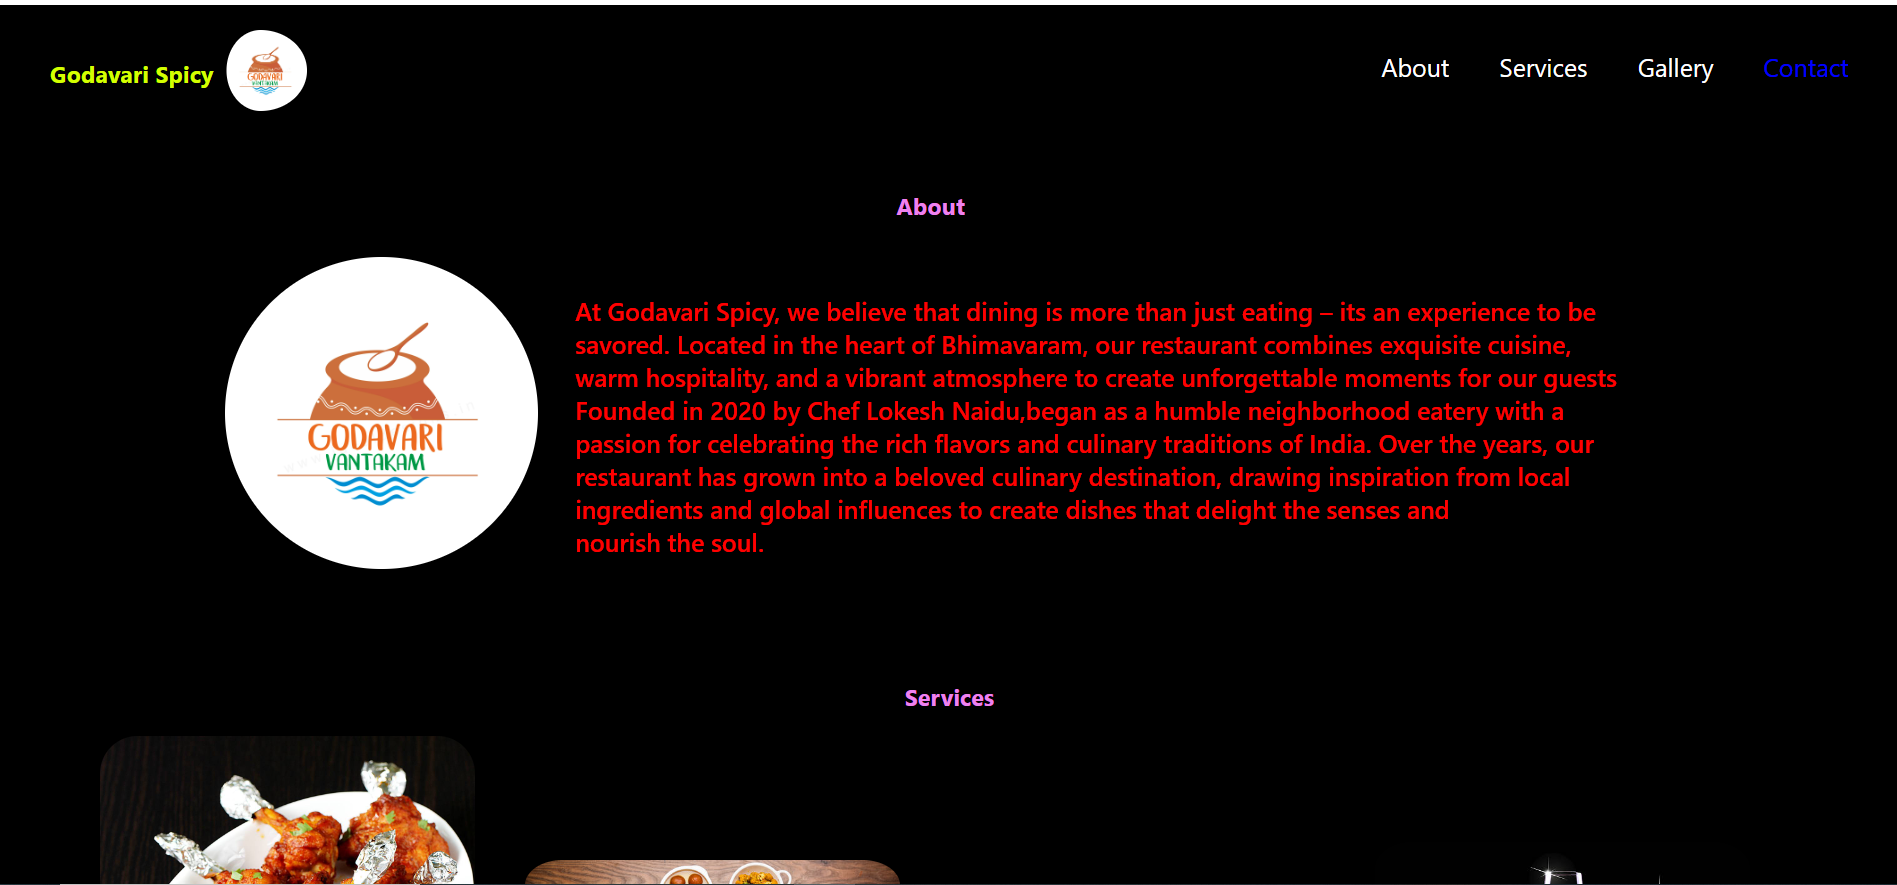 Godavari Spicy
GODAVARI
VANTAKAM
About Services Gallery Contact
About
GODAVARI
VANTAKAM
At Godavari Spicy, we believe that dining is more than just eating – its an experience to be
savored. Located in the heart of Bhimavaram, our restaurant combines exquisite cuisine,
warm hospitality, and a vibrant atmosphere to create unforgettable moments for our guests
Founded in 2020 by Chef Lokesh Naidu,began as a humble neighborhood eatery with a
passion for celebrating the rich flavors and culinary traditions of India. Over the years, our
restaurant has grown into a beloved culinary destination, drawing inspiration from local
ingredients and global influences to create dishes that delight the senses and
nourish the soul.
Services